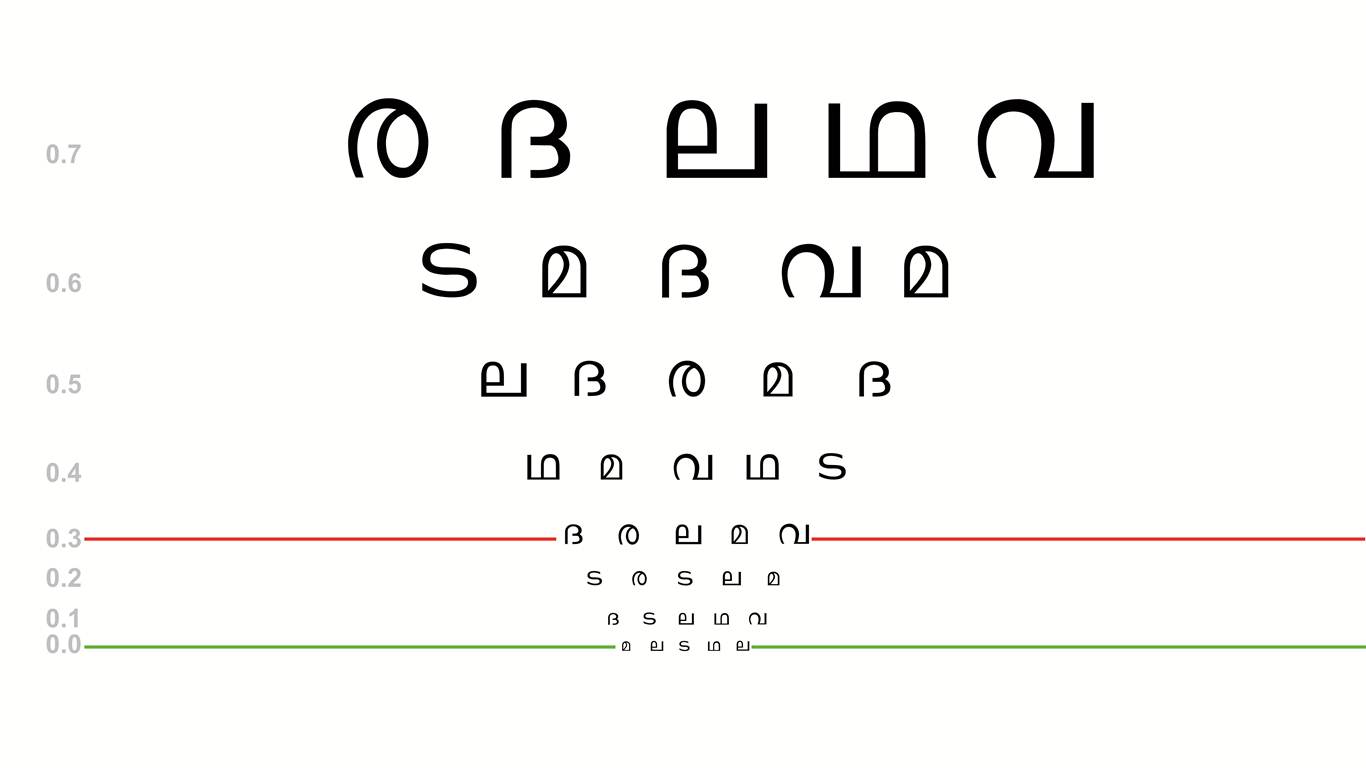 0.7 ര ദ ല ഥ വ
0.6 ട മ ദ വ മ
0.5 ല ദ ര മ ദ
0.4 ഥ മ വ ഥ ട
0.3 ദ ര ല മ വ
0.2 ട ര ട ല മ
0.1 ദ ട ല ഥ വ
0.0 മ ല ട ഥ ല